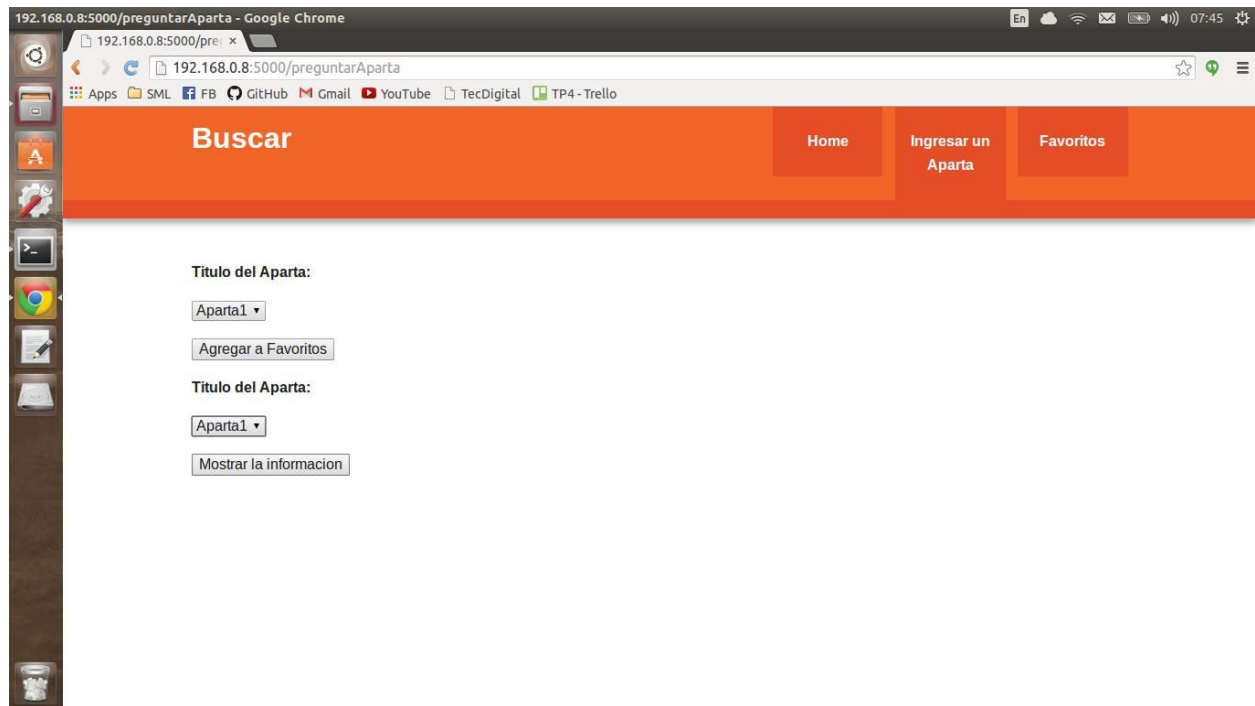 192.168.0.8:5000/preguntarAparta - Google Chrome
En
07:45
192.168.0.8:5000/pre
192.168.0.8:5000/preguntarAparta
Apps SML FB GitHub Gmail YouTube TecDigital TP4 - Trello
Buscar
Home
Ingresar un
Aparta
Favoritos
Titulo del Aparta:
Aparta1
Agregar a Favoritos
Titulo del Aparta:
Aparta1
Mostrar la informacion